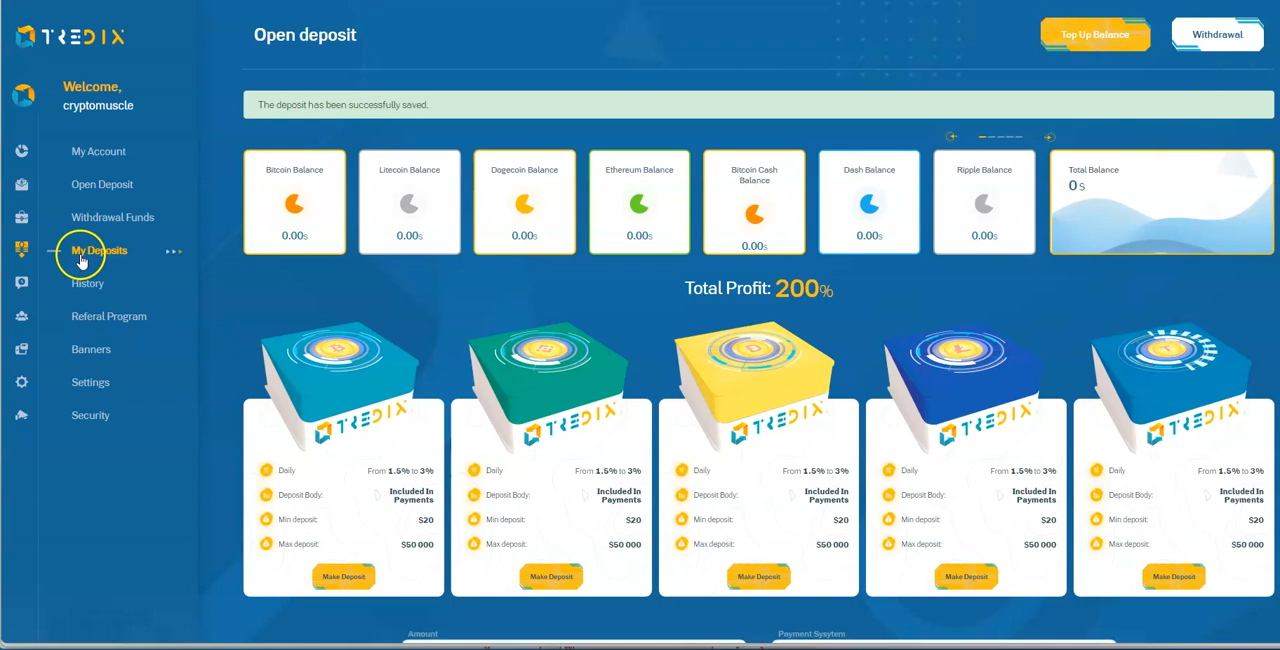 TREDIX
Open deposit
Top Up Balance
Withdrawal
Welcome,
cryptomuscle
The deposit has been successfully saved.
My Account
Open Deposit
Withdrawal Funds
My Deposits
History
Referal Program
Banners
Settings
Security
Bitcoin Balance
0.00$
Litecoin Balance
0.00$
Dogecoin Balance
0.00$
Ethereum Balance
0.00$
Bitcoin Cash
Balance
0.00$
Dash Balance
0.00$
Ripple Balance
0.00$
Total Balance
0 $
Total Profit: 200%
TREDIX
Daily From 1.5% to 3%
Deposit Body: Included In
Payments
Min deposit: $20
Max deposit: $50 000
Make Deposit
TREDIX
Daily From 1.5% to 3%
Deposit Body: Included In
Payments
Min deposit: $20
Max deposit: $50 000
Make Deposit
TREDIX
Daily From 1.5% to 3%
Deposit Body: Included In
Payments
Min deposit: $20
Max deposit: $50 000
Make Deposit
TREDIX
Daily From 1.5% to 3%
Deposit Body: Included In
Payments
Min deposit: $20
Max deposit: $50 000
Make Deposit
TREDIX
Daily From 1.5% to 3%
Deposit Body: Included In
Payments
Min deposit: $20
Max deposit: $50 000
Make Deposit
Amount
Payment Sysytem